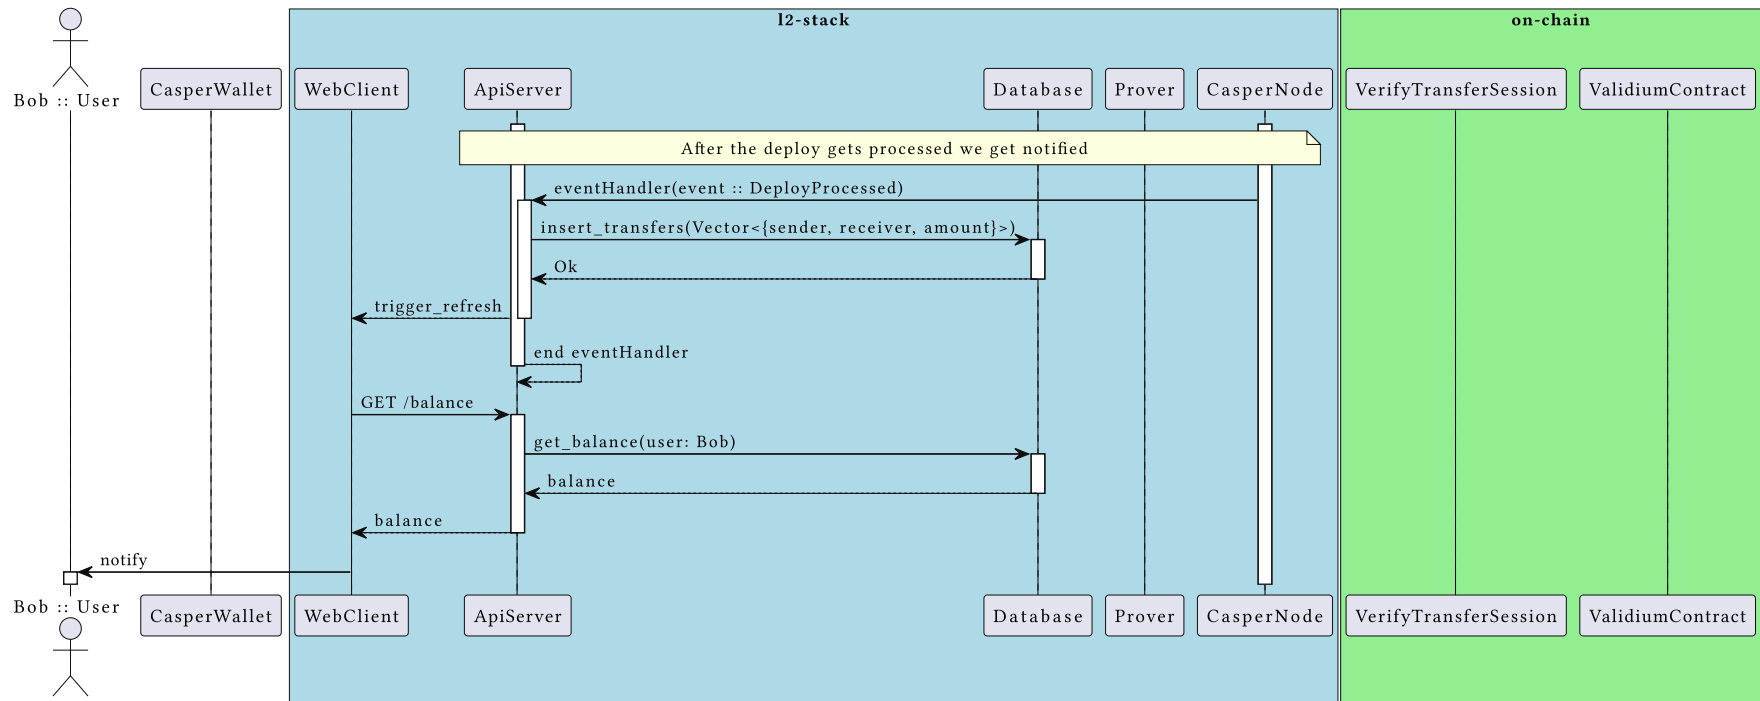 l2-stack
on-chain
Bob :: User
CasperWallet
WebClient
ApiServer
Database
Prover
CasperNode
VerifyTransferSession
ValidiumContract
After the deploy gets processed we get notified
eventHandler(event :: DeployProcessed)
insert_transfers(Vector<{sender, receiver, amount}>)
Ok
trigger_refresh
end eventHandler
GET /balance
get_balance(user: Bob)
balance
balance
notify
Bob :: User
CasperWallet
WebClient
ApiServer
Database
Prover
CasperNode
VerifyTransferSession
ValidiumContract